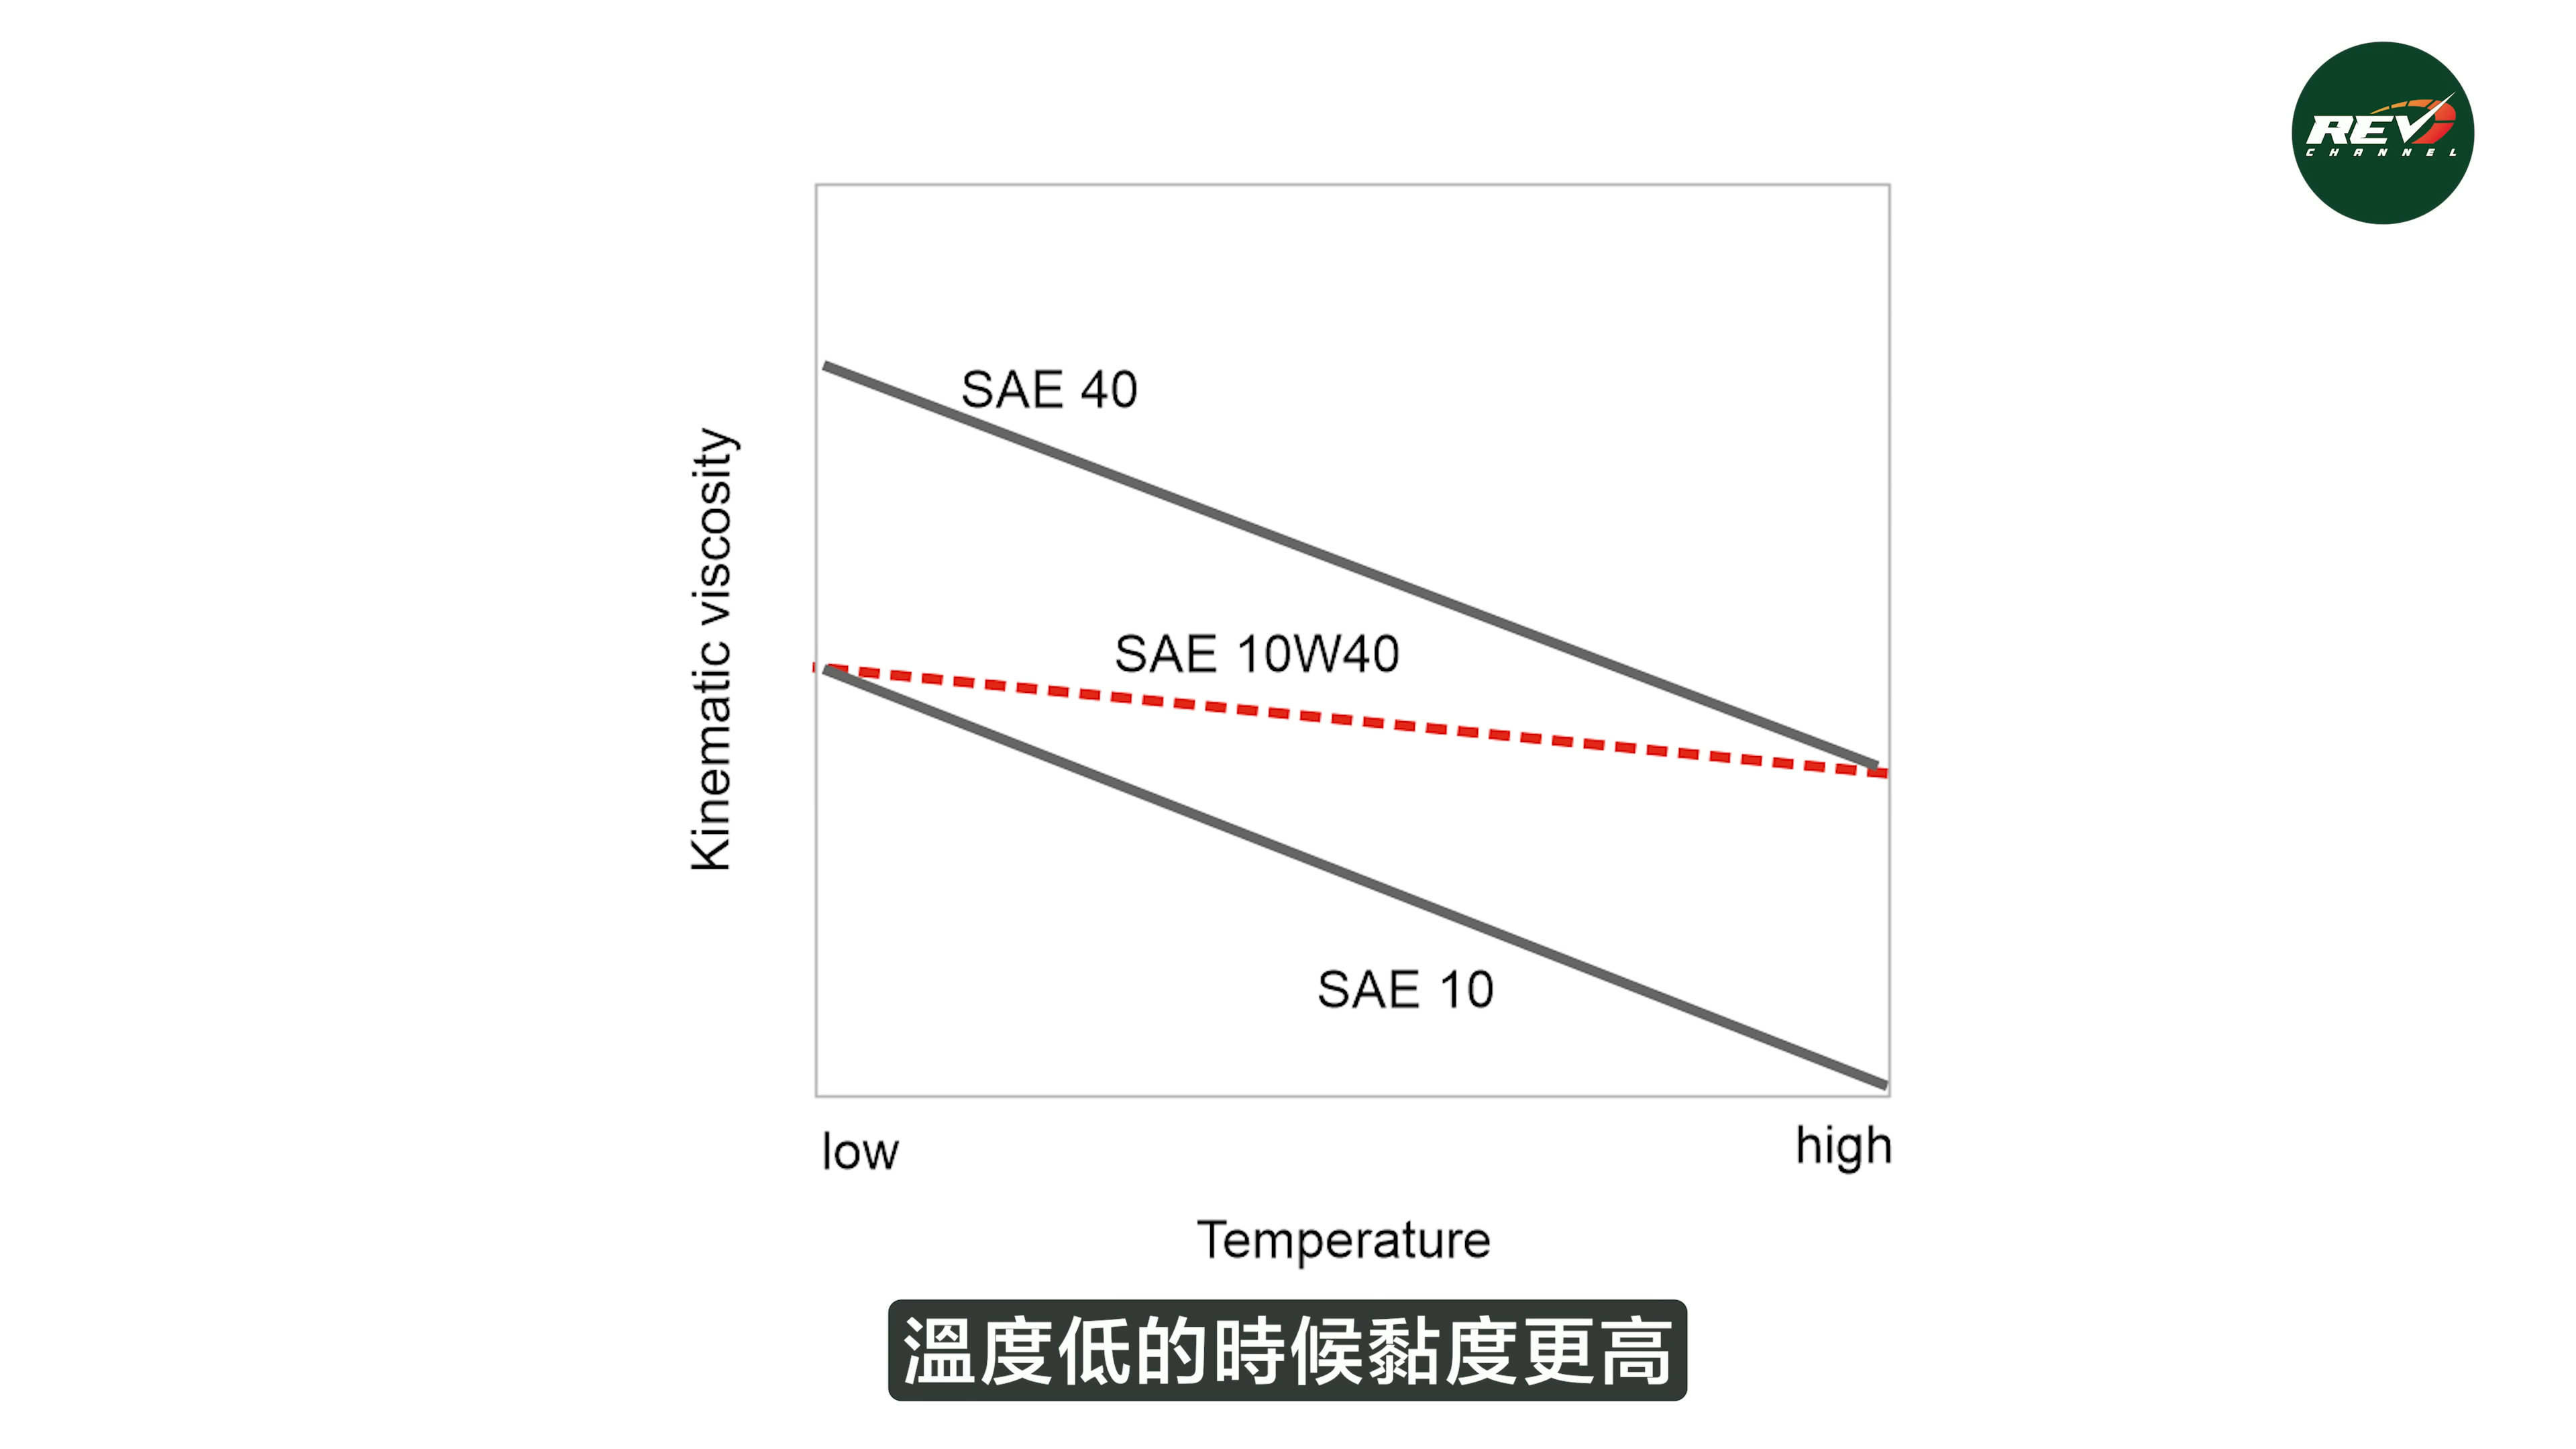 REV
CHANNEL
SAE 40
Kinematic viscosity
SAE 10W40
SAE 10
low
high
Temperature
溫度低的時候黏度更高